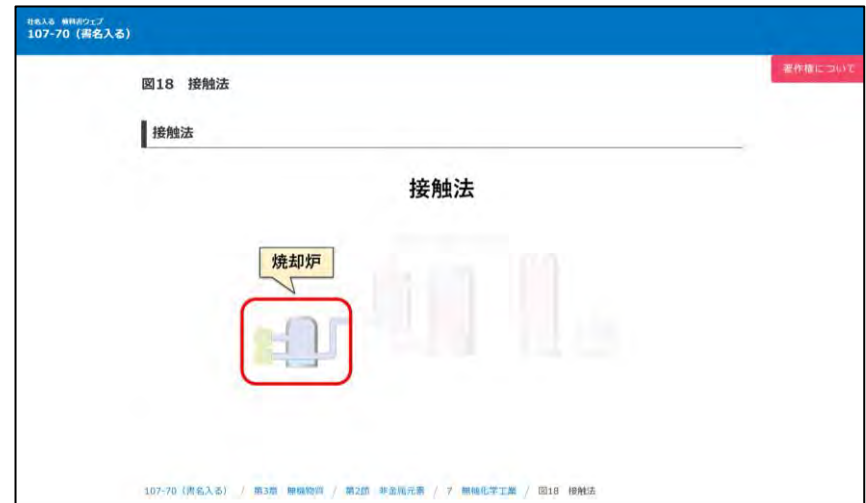 107-70（書名入る）
著作権について
図18 接触法
接触法
接触法
焼却炉
107-70（書名入る） / 第3章 無機物質 / 第2節 非金属元素 / 7 無機化学工業 / 図18 接触法